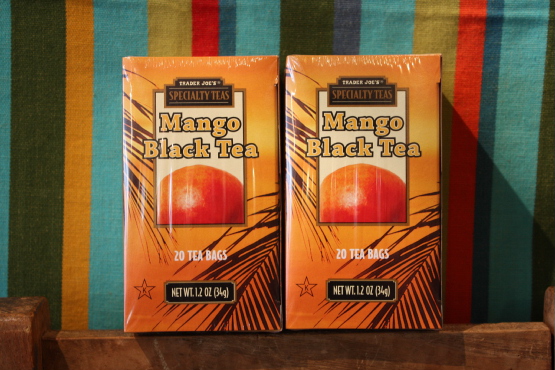 TRADER JOE'S
SPECIALTY TEAS
Mango
Black Tea
20 TEA BAGS
K
NET WT. 1.2 OZ (34g)
TRADER JOE'S
SPECIALTY TEAS
Mango
Black Tea
20 TEA BAGS
K
NET WT. 1.2 OZ (34g)